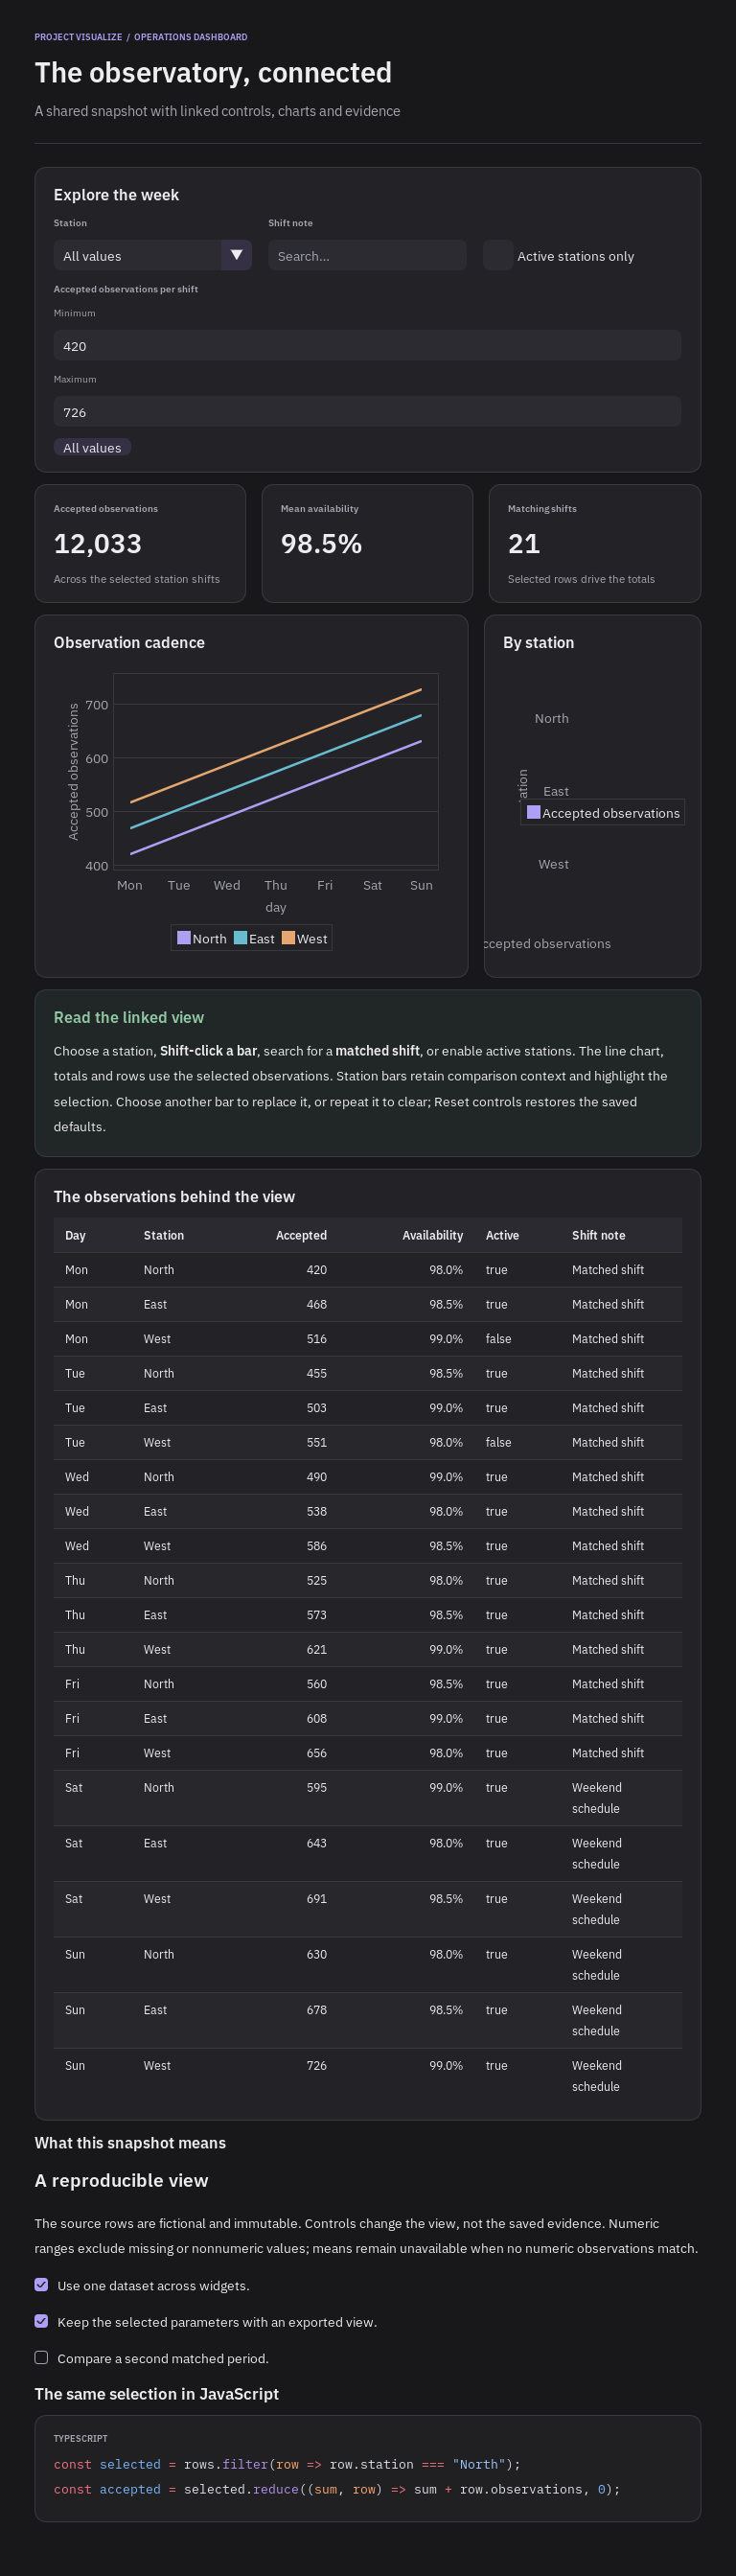 PROJECT VISUALIZE / OPERATIONS DASHBOARD
The observatory, connected
A shared snapshot with linked controls, charts and evidence
Explore the week
Station
Shift note
All values ▼
Search...
Active stations only
Accepted observations per shift
Minimum
420
Maximum
726
All values
Accepted observations
12,033
Across the selected station shifts
Mean availability
98.5%
Matching shifts
21
Selected rows drive the totals
Observation cadence
Accepted observations
700
600
500
400
Mon Tue Wed Thu Fri Sat Sun
day
North East West
By station
North
East
ation
Accepted observations
West
ccepted observations
Read the linked view
Choose a station, Shift-click a bar, search for a matched shift, or enable active stations. The line chart,
totals and rows use the selected observations. Station bars retain comparison context and highlight the
selection. Choose another bar to replace it, or repeat it to clear; Reset controls restores the saved
defaults.
The observations behind the view
Day Station Accepted Availability Active Shift note
Mon North 420 98.0% true Matched shift
Mon East 468 98.5% true Matched shift
Mon West 516 99.0% false Matched shift
Tue North 455 98.5% true Matched shift
Tue East 503 99.0% true Matched shift
Tue West 551 98.0% false Matched shift
Wed North 490 99.0% true Matched shift
Wed East 538 98.0% true Matched shift
Wed West 586 98.5% true Matched shift
Thu North 525 98.0% true Matched shift
Thu East 573 98.5% true Matched shift
Thu West 621 99.0% true Matched shift
Fri North 560 98.5% true Matched shift
Fri East 608 99.0% true Matched shift
Fri West 656 98.0% true Matched shift
Sat North 595 99.0% true Weekend
schedule
Sat East 643 98.0% true Weekend
schedule
Sat West 691 98.5% true Weekend
schedule
Sun North 630 98.0% true Weekend
schedule
Sun East 678 98.5% true Weekend
schedule
Sun West 726 99.0% true Weekend
schedule
What this snapshot means
A reproducible view
The source rows are fictional and immutable. Controls change the view, not the saved evidence. Numeric
ranges exclude missing or nonnumeric values; means remain unavailable when no numeric observations match.
Use one dataset across widgets.
Keep the selected parameters with an exported view.
Compare a second matched period.
The same selection in JavaScript
TYPESCRIPT
const selected = rows.filter(row => row.station === "North");
const accepted = selected.reduce((sum, row) => sum + row.observations, 0);